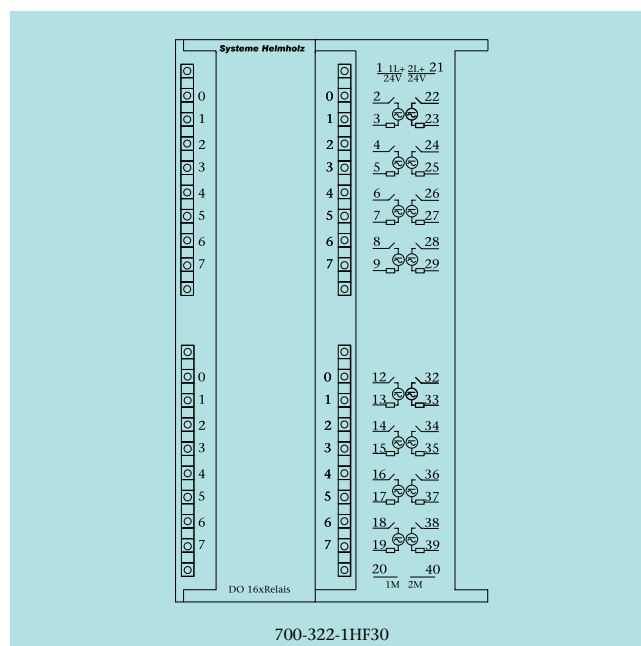 Systeme Helmholz
1 1L+ 2L+ 21
24V 24V
0 0 2 22
1 1 3 23
2 2 4 24
3 3 5 25
4 4 6 26
5 5 7 27
6 6 8 28
7 7 9 29
0 0 12 32
1 1 13 33
2 2 14 34
3 3 15 35
4 4 16 36
5 5 17 37
6 6 18 38
7 7 19 39
20 40
1M 2M
DO 16xRelais
700-322-1HF30